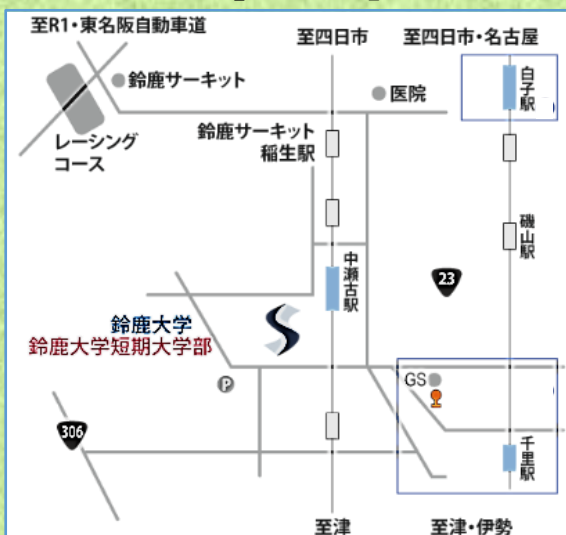 至R1・東名阪自動車道
至四日市
至四日市・名古屋
鈴鹿サーキット
医院
白子駅
レーシング
コース
鈴鹿サーキット
稲生駅
磯山駅
中瀬古駅
23
鈴鹿大学
鈴鹿大学短期大学部
S
P
GS
306
千里駅
至津
至津・伊勢